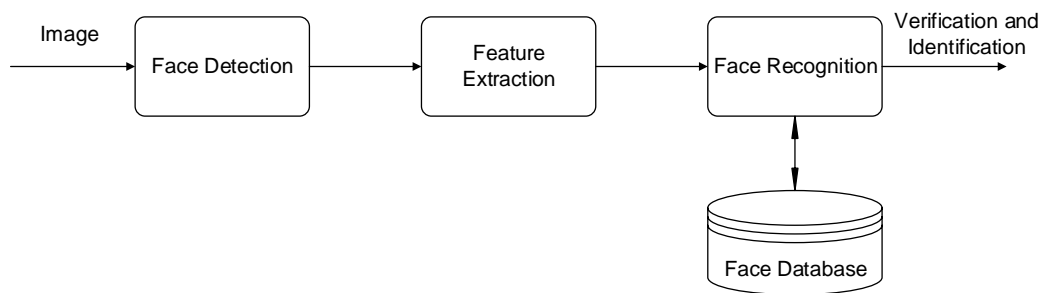 Image
Face Detection
Feature
Extraction
Face Recognition
Verification and
Identification
Face Database